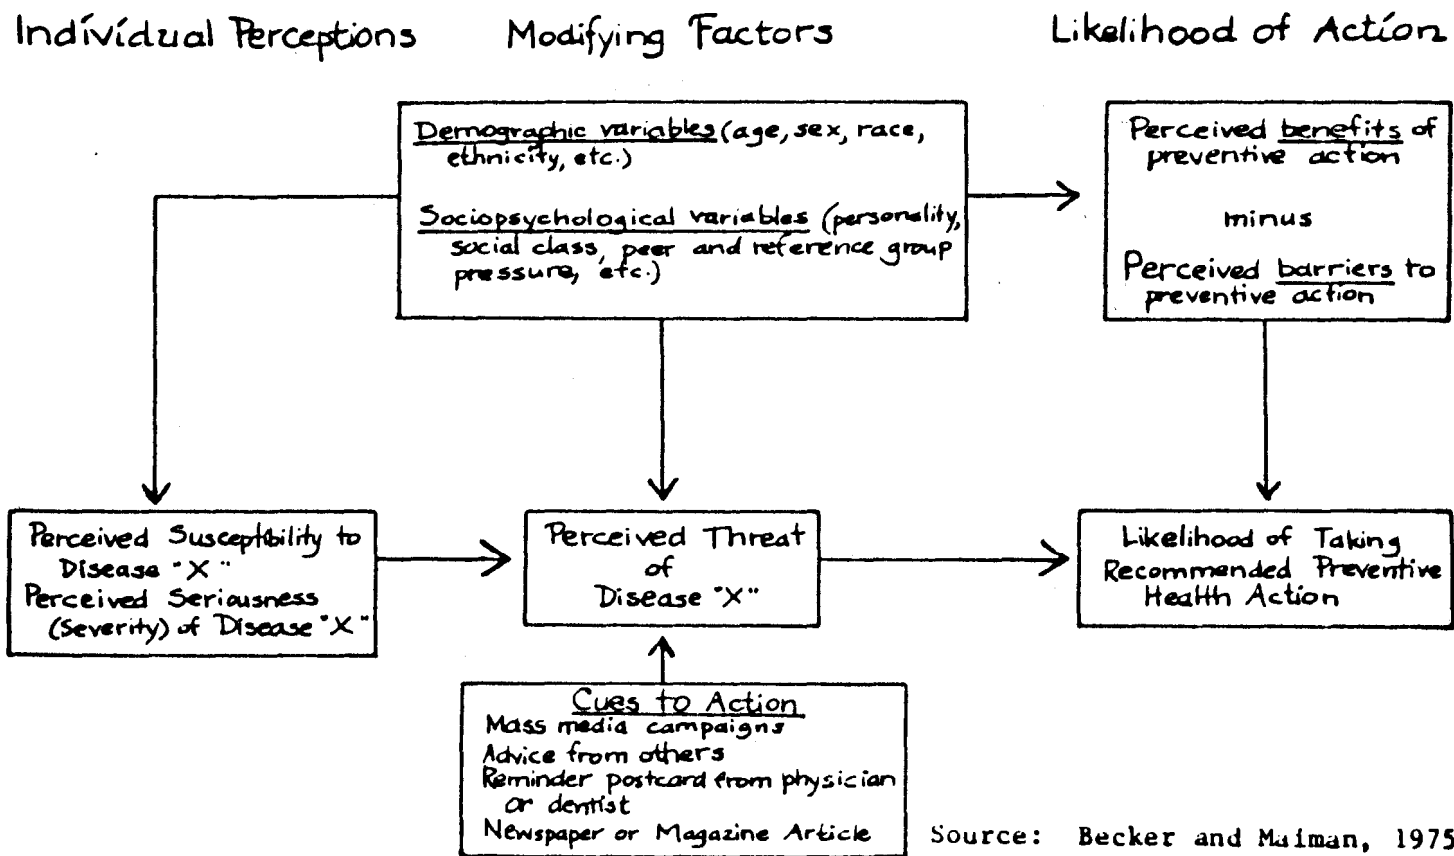 Individual Perceptions
Modifying Factors
Likelihood of Action
Demographic variables (age, sex, race,
ethnicity, etc.)
Sociopsychological variables (personality,
social class, peer and reference group
pressure, etc.)
Perceived benefits of
preventive action
minus
Perceived barriers to
preventive action
Perceived Susceptibility to
Disease "X"
Perceived Seriousness
(Severity) of Disease "X"
Perceived Threat
of
Disease "X"
Likelihood of Taking
Recommended Preventive
Health Action
Cues to Action
Mass media campaigns
Advice from others
Reminder postcard from physician
or dentist
Newspaper or Magazine Article
Source: Becker and Maiman, 1975